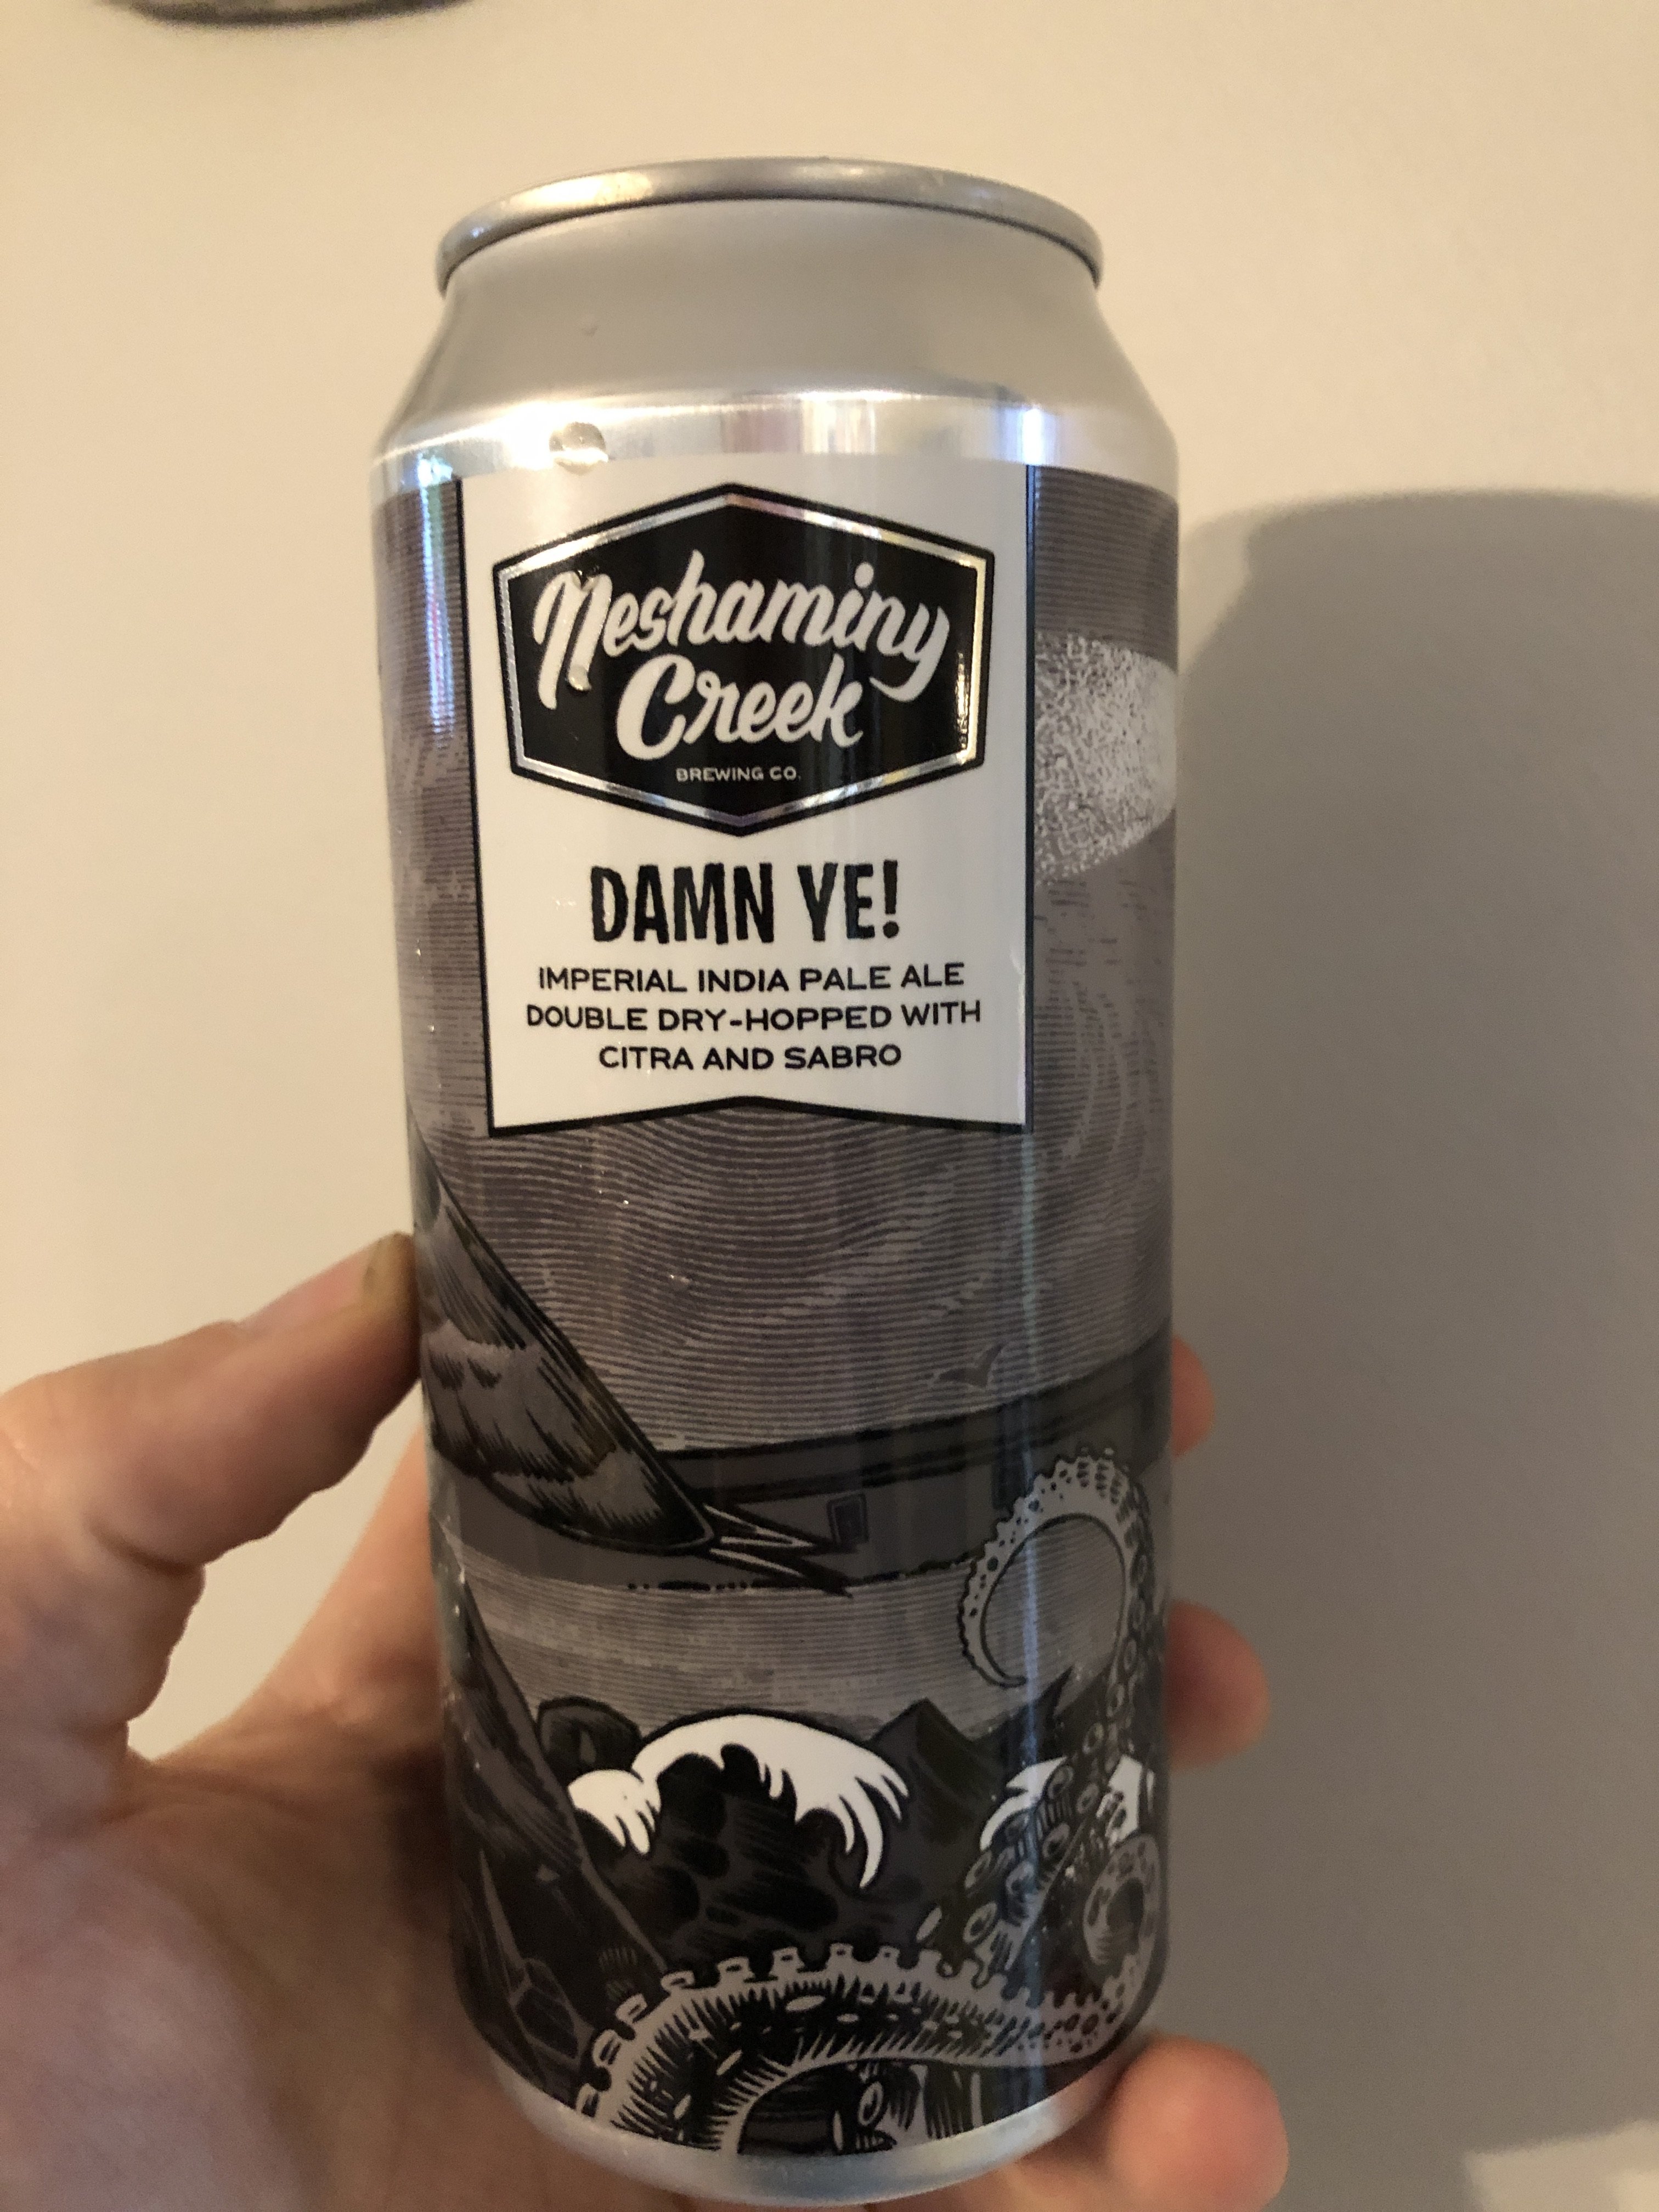 Neshaminy
Creek
BREWING CO.
DAMN YE!
IMPERIAL INDIA PALE ALE
DOUBLE DRY-HOPPED WITH
CITRA AND SABRO